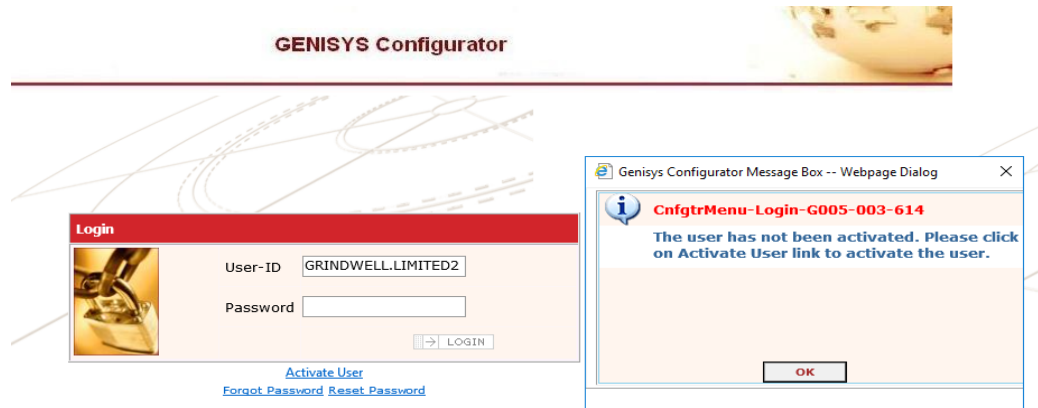 GENISYS Configurator
Login
User-ID
GRINDWELL.LIMITED2
Password
LOGIN
Activate User
Forgot Password Reset Password
Genisys Configurator Message Box -- Webpage Dialog
CnfgtrMenu-Login-G005-003-614
The user has not been activated. Please click
on Activate User link to activate the user.
OK